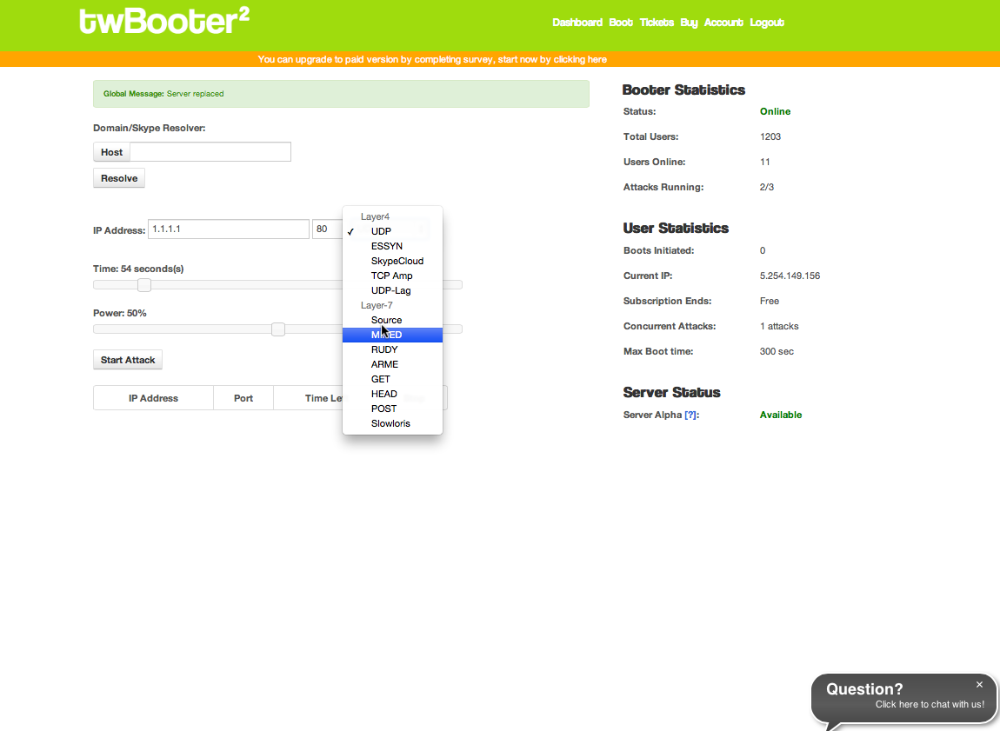 twBooter²
Dashboard Boot Tickets Buy Account Logout
You can upgrade to paid version by completing survey, start now by clicking here
Global Message: Server replaced
Domain/Skype Resolver:
Host
Resolve
IP Address: 1.1.1.1 80
Layer4
✓ UDP
ESSYN
SkypeCloud
TCP Amp
UDP-Lag
Layer-7
Source
MIXED
RUDY
ARME
GET
HEAD
POST
Slowloris
Time: 54 seconds(s)
Power: 50%
Start Attack
IP Address Port Time
Booter Statistics
Status: Online
Total Users: 1203
Users Online: 11
Attacks Running: 2/3
User Statistics
Boots Initiated: 0
Current IP: 5.254.149.156
Subscription Ends: Free
Concurrent Attacks: 1 attacks
Max Boot time: 300 sec
Server Status
Server Alpha [?]: Available
Question? ×
Click here to chat with us!